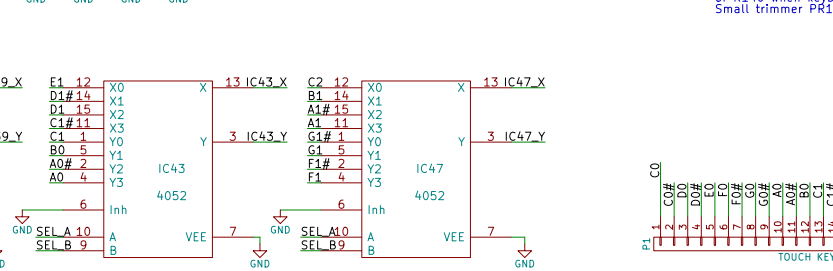 GND GND GND GND
Small trimmer PR1
9_X
9_Y
E1 12 X0 X 13 IC43_X
D1# 14 X1
D1 15 X2
C1# 11 X3
C1 1 Y0 Y 3 IC43_Y
B0 5 Y1
A0# 2 Y2 IC43
A0 4 Y3
4052
6 Inh
GND
SEL_A 10 A VEE 7
SEL_B 9 B
GND
C2 12 X0 X 13 IC47_X
B1 14 X1
A1# 15 X2
A1 11 X3
G1# 1 Y0 Y 3 IC47_Y
G1 5 Y1
F1# 2 Y2 IC47
F1 4 Y3
4052
6 Inh
GND
SEL_A 10 A VEE 7
SEL_B 9 B
GND
C0 C0# D0 D0# E0 F0 F0# G0 G0# A0 A0# B0 C1 C1#
1 2 3 4 5 6 7 8 9 10 11 12 13 14
P1
TOUCH KEY